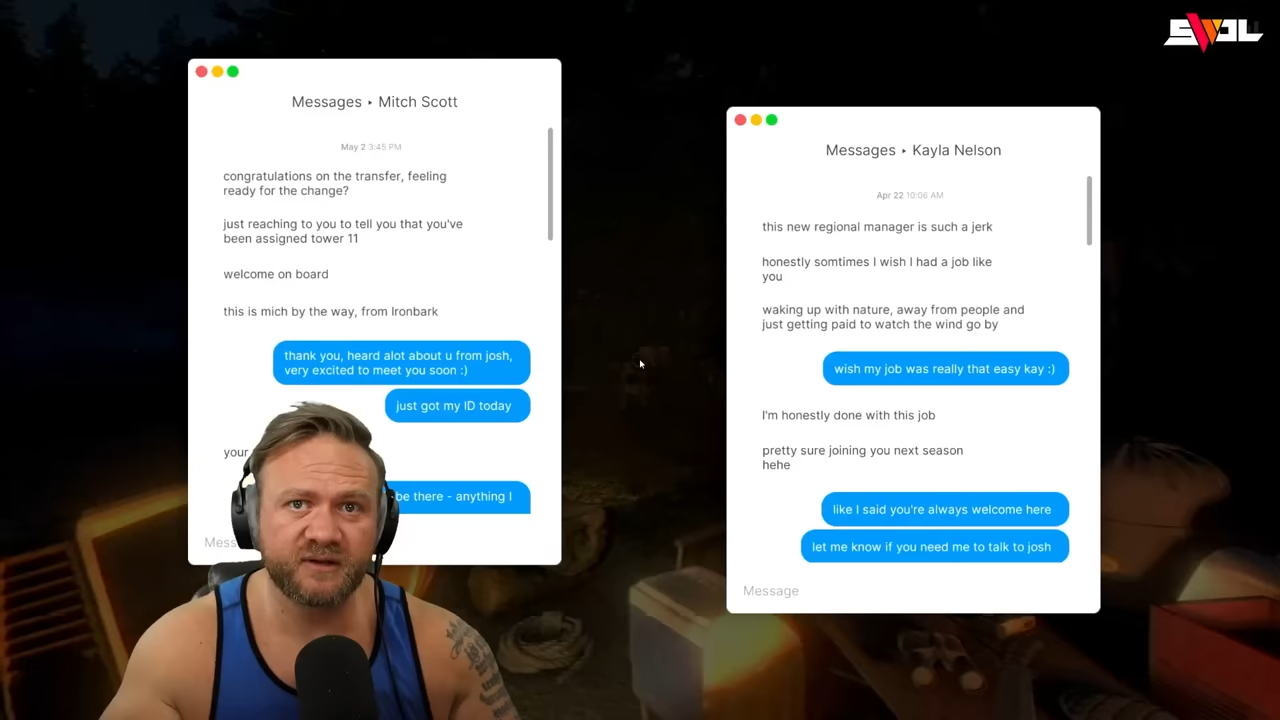 SWOL
Messages ‣ Mitch Scott
May 2 3:45 PM
congratulations on the transfer, feeling
ready for the change?
just reaching to you to tell you that you've
been assigned tower 11
welcome on board
this is mich by the way, from Ironbark
thank you, heard alot about u from josh,
very excited to meet you soon :)
just got my ID today
your
be there - anything I
Messages ‣ Kayla Nelson
Apr 22 10:06 AM
this new regional manager is such a jerk
honestly somtimes I wish I had a job like
you
waking up with nature, away from people and
just getting paid to watch the wind go by
wish my job was really that easy kay :)
I'm honestly done with this job
pretty sure joining you next season
hehe
like I said you're always welcome here
let me know if you need me to talk to josh
Message